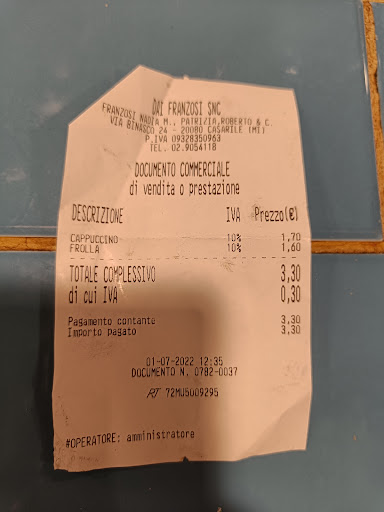 DAI FRANZOSI SNC
FRANZOSI NADIA M., PATRIZIA,ROBERTO & C.
VIA BINASCO 24 - 20080 CASARILE (MI)
P.IVA 09328350963
TEL. 02.9054118
DOCUMENTO COMMERCIALE
di vendita o prestazione
DESCRIZIONE IVA Prezzo(€)
CAPPUCCINO 10% 1,70
FROLLA 10% 1,60
TOTALE COMPLESSIVO 3,30
di cui IVA 0,30
Pagamento contante 3,30
Importo pagato 3,30
01-07-2022 12:35
DOCUMENTO N. 0782-0037
RT 72MU5009295
#OPERATORE: amministratore